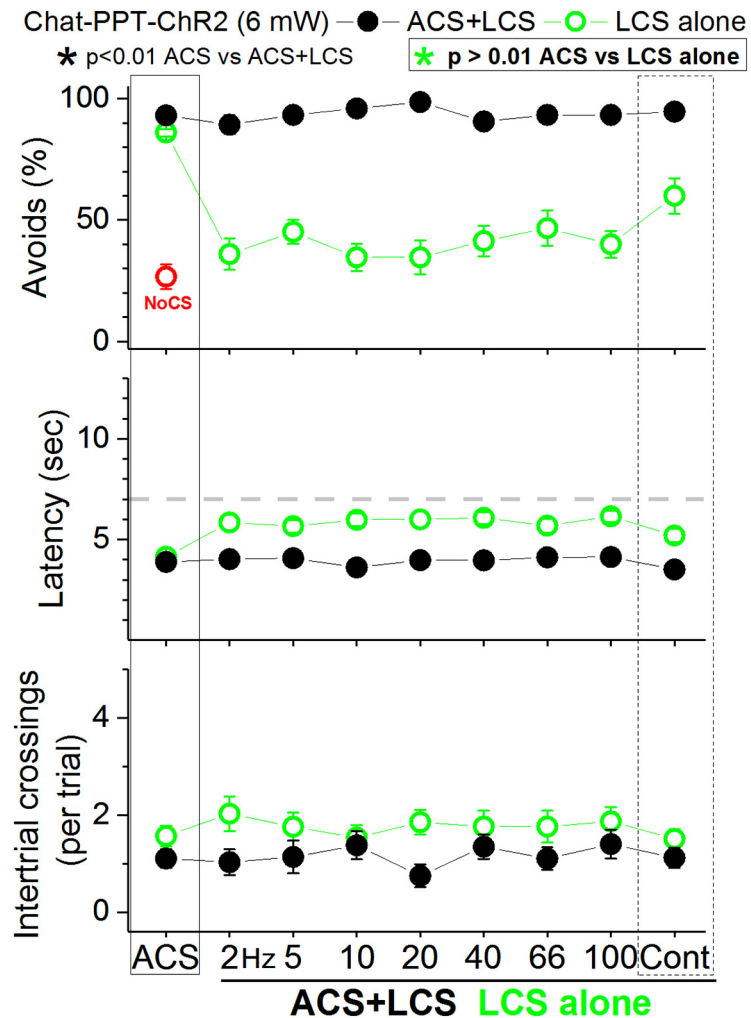 Chat-PPT-ChR2 (6 mW) ACS+LCS LCS alone
* p<0.01 ACS vs ACS+LCS * p > 0.01 ACS vs LCS alone
100
Avoids (%)
50
NoCS
0
10
Latency (sec)
5
4
Intertrial crossings
(per trial)
2
0
ACS 2Hz 5 10 20 40 66 100 Cont
ACS+LCS LCS alone